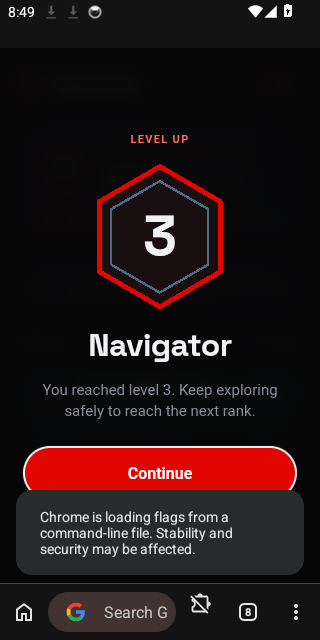 8:49
LEVEL UP
3
Navigator
You reached level 3. Keep exploring
safely to reach the next rank.
Continue
Chrome is loading flags from a
command-line file. Stability and
security may be affected.
Search G
8